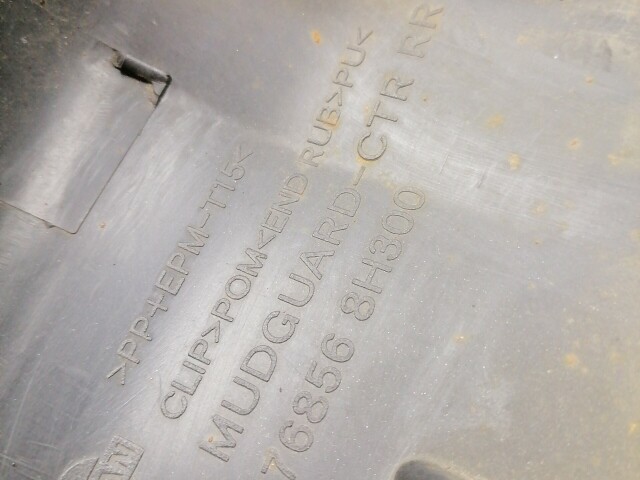 >PP+EPM-T15<
CLIP>POM<END RUB>PU<
MUDGUARD-CTR RR
76856 8H300